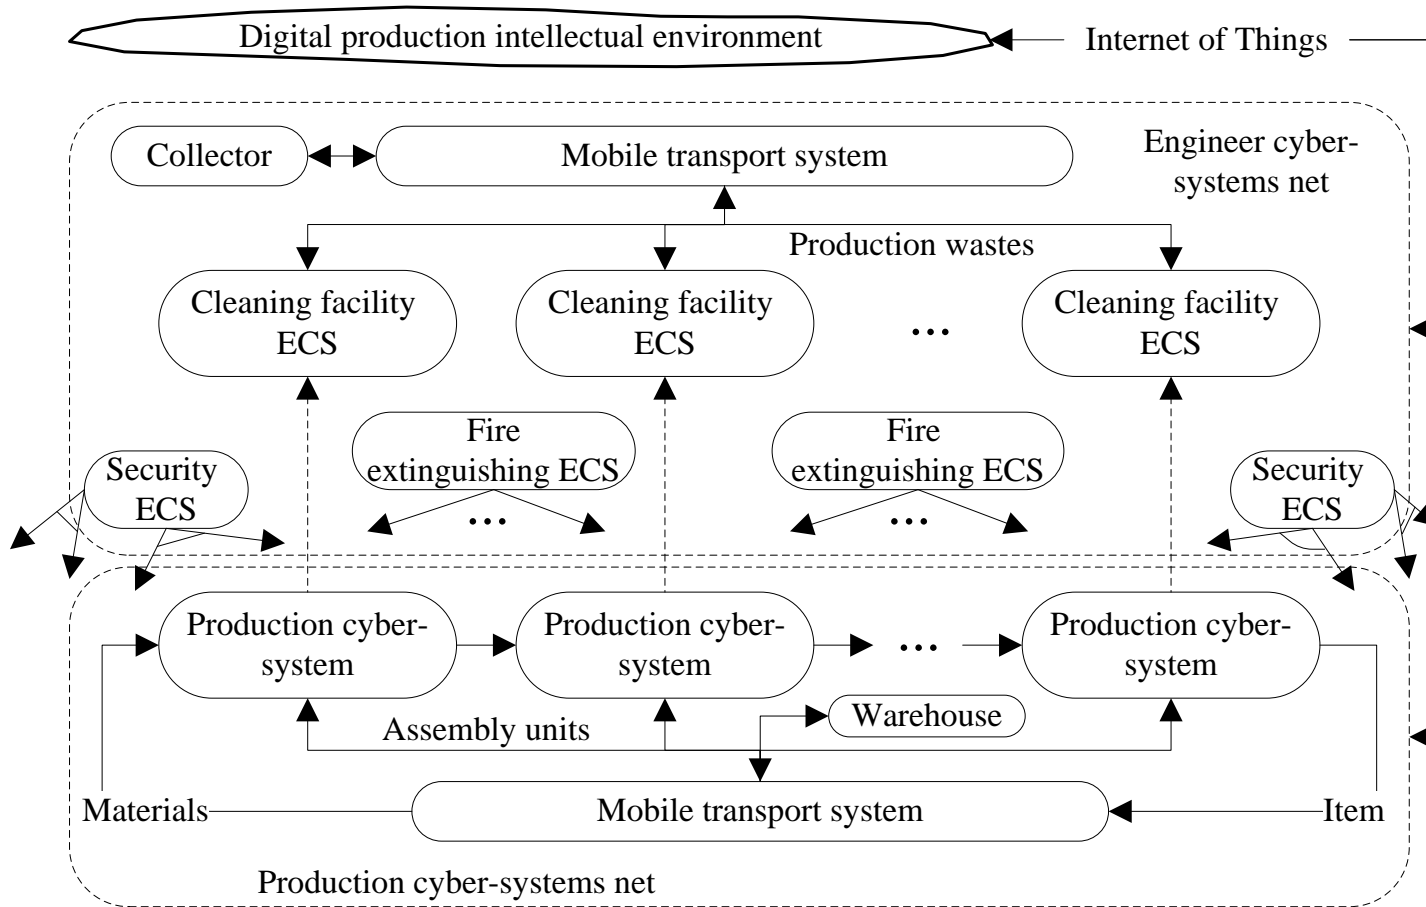 Digital production intellectual environment
Internet of Things
Collector
Mobile transport system
Engineer cyber-
systems net
Production wastes
Cleaning facility
ECS
Cleaning facility
ECS
...
Cleaning facility
ECS
Fire
extinguishing ECS
...
Fire
extinguishing ECS
...
Security
ECS
Security
ECS
Production cyber-
system
Production cyber-
system
...
Production cyber-
system
Assembly units
Warehouse
Materials
Mobile transport system
Item
Production cyber-systems net